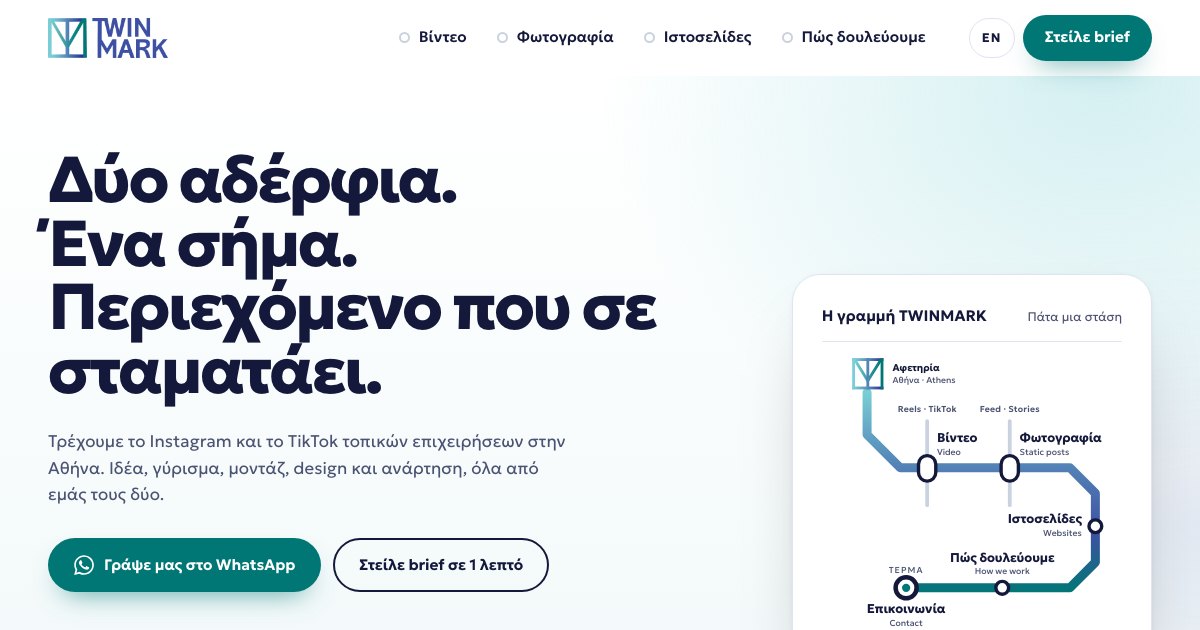 TWIN
MARK
Βίντεο
Φωτογραφία
Ιστοσελίδες
Πώς δουλεύουμε
EN
Στείλε brief
Δύο αδέρφια.
Ένα σήμα.
Περιεχόμενο που σε
σταματάει.
Τρέχουμε το Instagram και το TikTok τοπικών επιχειρήσεων στην
Αθήνα. Ιδέα, γύρισμα, μοντάζ, design και ανάρτηση, όλα από
εμάς τους δύο.
Γράψε μας στο WhatsApp
Στείλε brief σε 1 λεπτό
Η γραμμή TWINMARK
Πάτα μια στάση
Αφετηρία
Αθήνα · Athens
Reels · TikTok
Feed · Stories
Βίντεο
Video
Φωτογραφία
Static posts
Ιστοσελίδες
Websites
Πώς δουλεύουμε
How we work
ΤΕΡΜΑ
Επικοινωνία
Contact